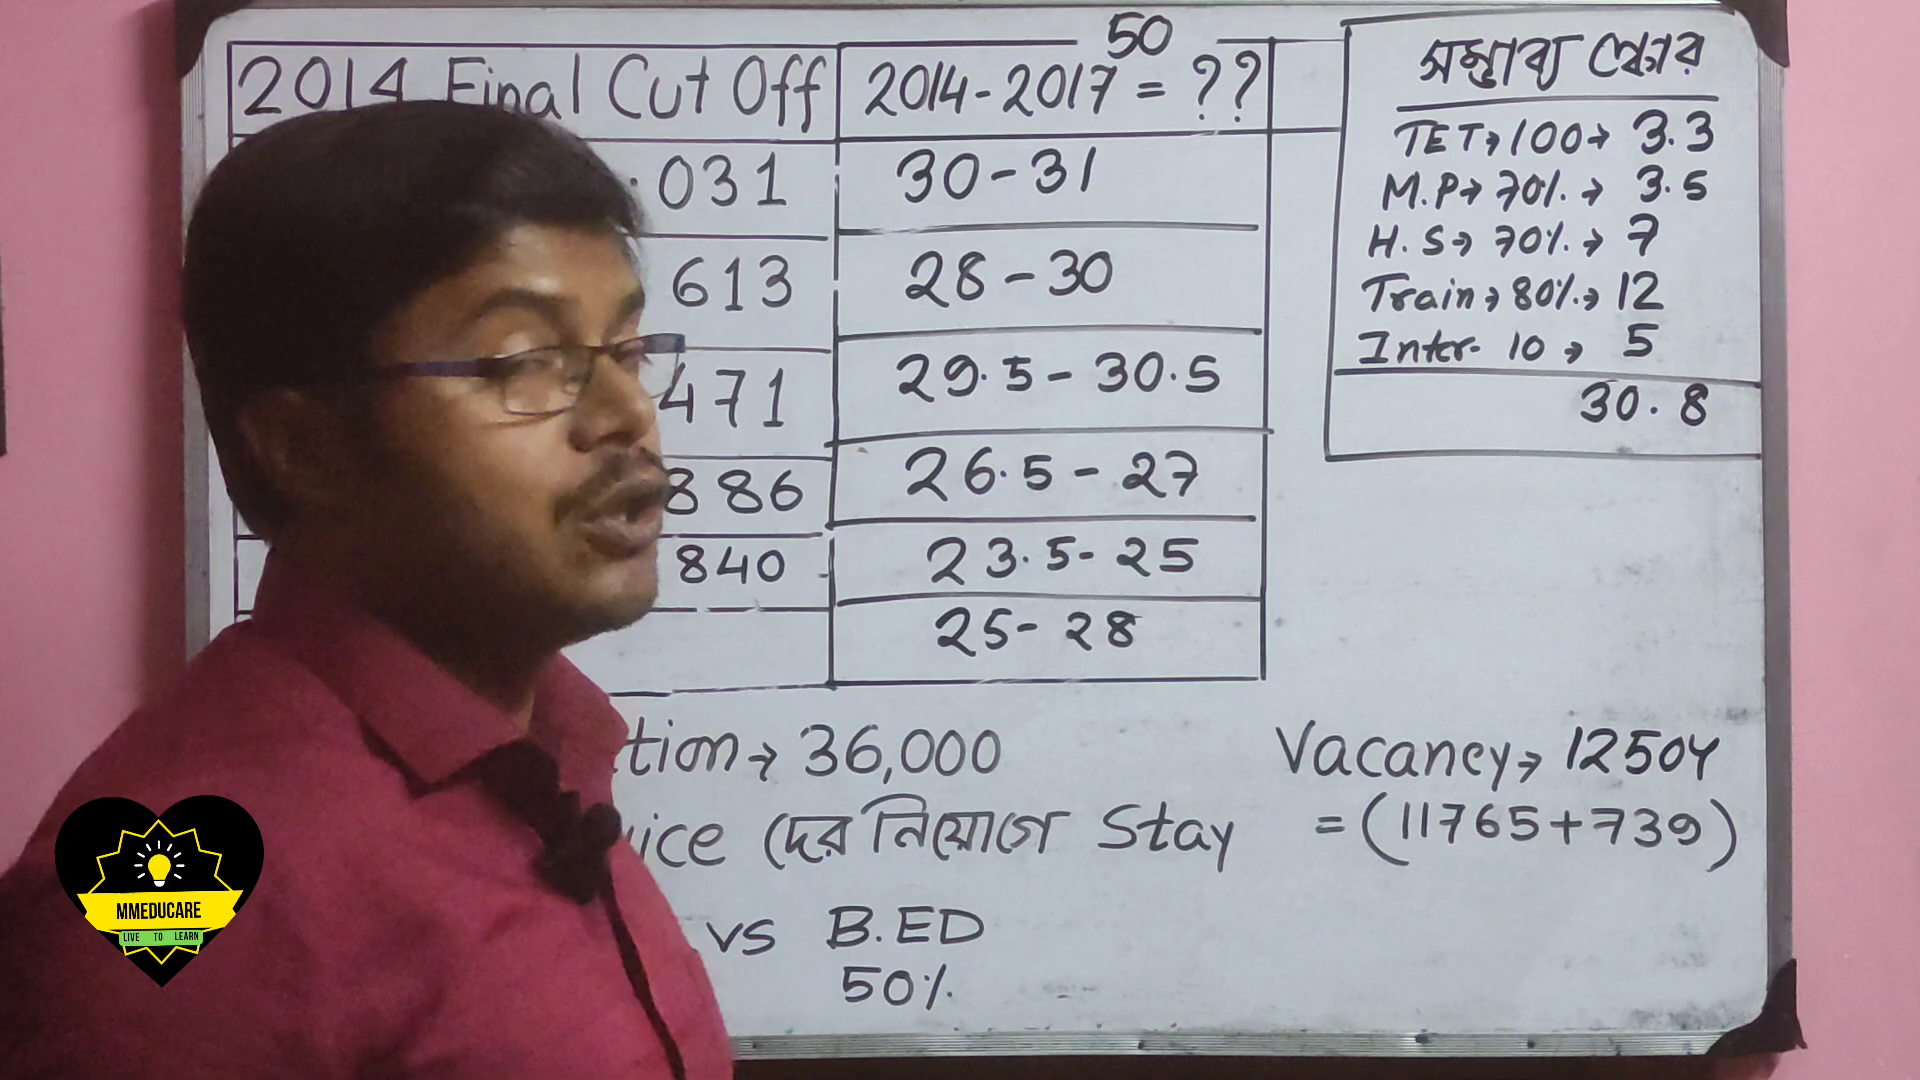 50
2014 Final Cut Off
2014-2017 = ??
031
30-31
613
28-30
471
29.5-30.5
886
26.5-27
840
23.5-25
25-28
সম্ভাব্য স্কোর
TET→100→ 3.3
M.P→70%.→ 3.5
H.S→70%.→ 7
Train→80%.→12
Inter- 10→ 5
30.8
tion→36,000
ice দের নিয়োগে Stay
vs B.ED
50%.
Vacancy→12504
=(11765+739)
MMEDUCARE
LIVE TO LEARN